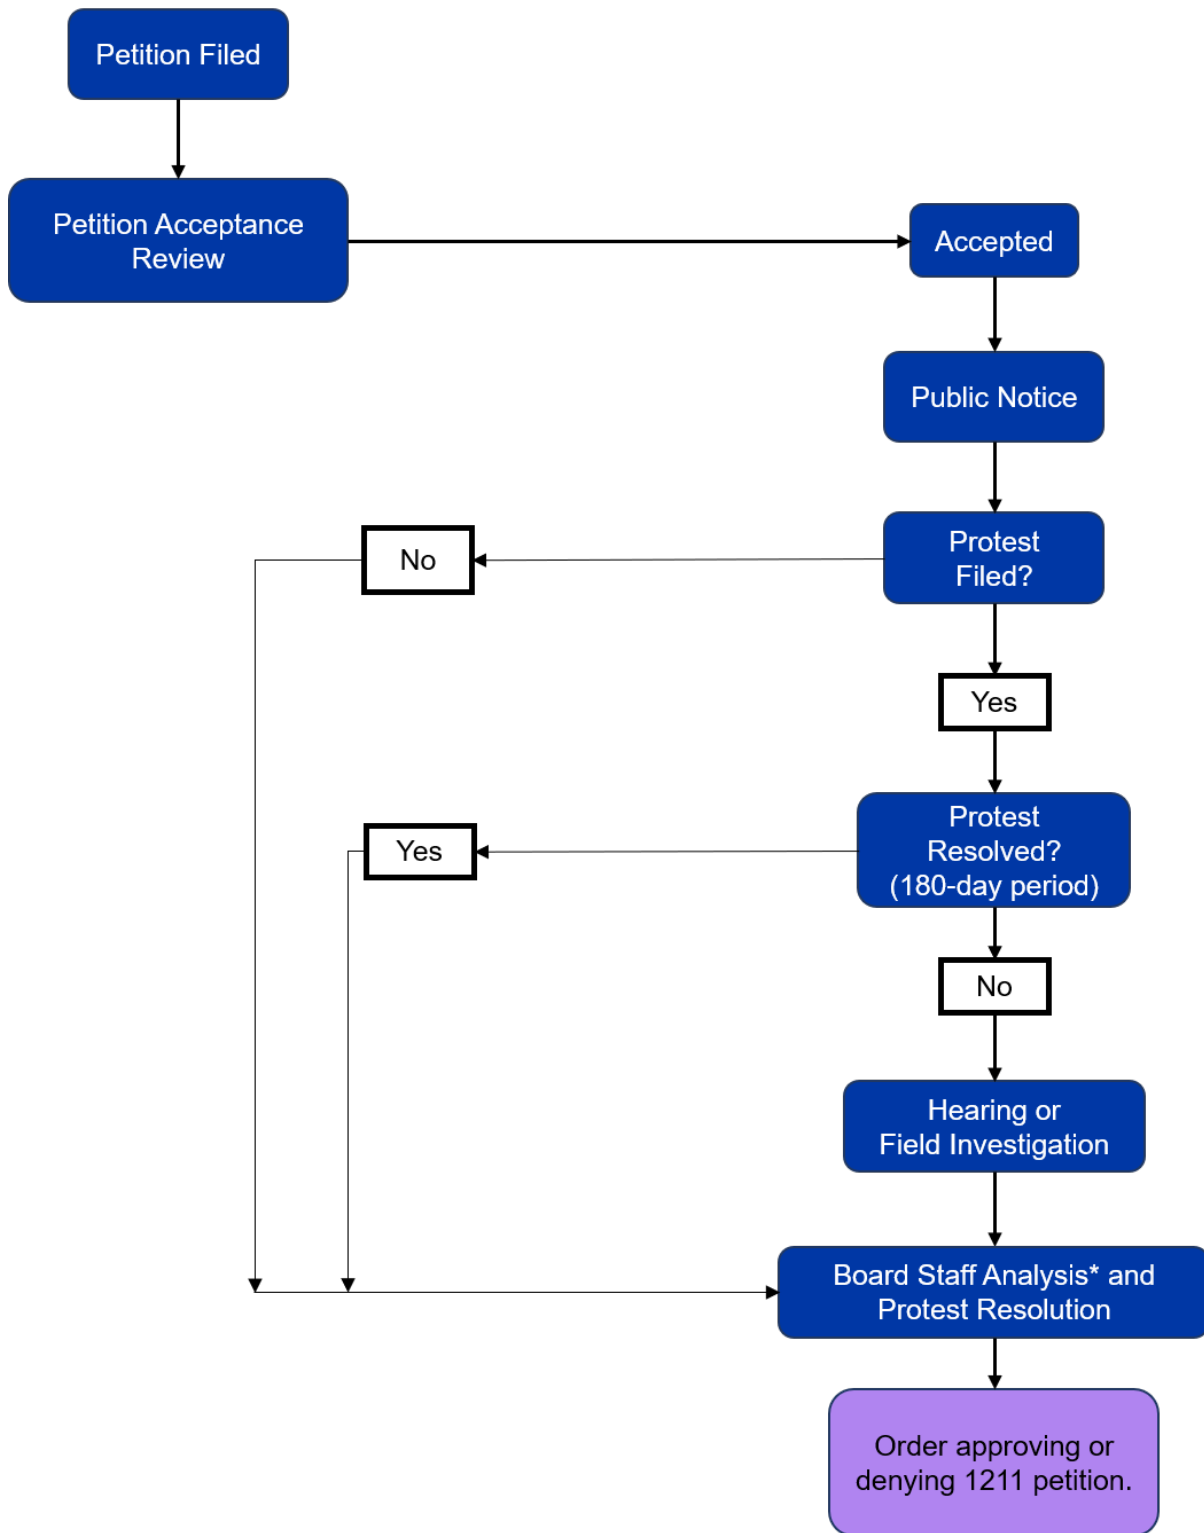 Petition Filed
Petition Acceptance
Review
Accepted
Public Notice
Protest
Filed?
No
Yes
Protest
Resolved?
(180-day period)
Yes
No
Hearing or
Field Investigation
Board Staff Analysis* and
Protest Resolution
Order approving or
denying 1211 petition.